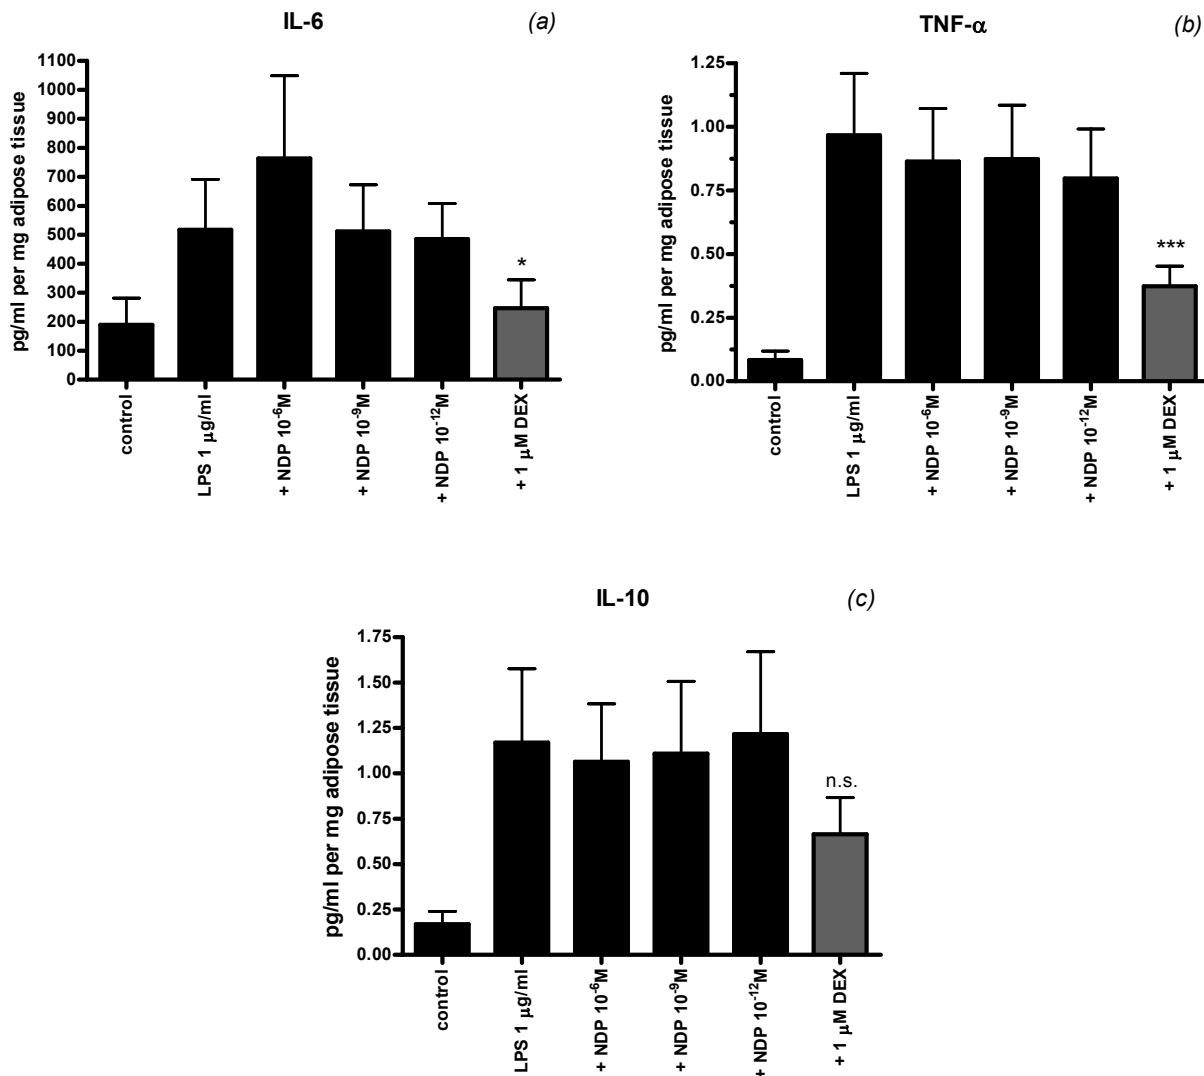 IL-6
(a)
pg/ml per mg adipose tissue
1100
1000
900
800
700
600
500
400
300
200
100
0
*
control
LPS 1 μg/ml
+ NDP 10⁻⁶M
+ NDP 10⁻⁹M
+ NDP 10⁻¹²M
+ 1 μM DEX
TNF-α
(b)
pg/ml per mg adipose tissue
1.25
1.00
0.75
0.50
0.25
0.00
***
control
LPS 1 μg/ml
+ NDP 10⁻⁶M
+ NDP 10⁻⁹M
+ NDP 10⁻¹²M
+ 1 μM DEX
IL-10
(c)
pg/ml per mg adipose tissue
1.75
1.50
1.25
1.00
0.75
0.50
0.25
0.00
n.s.
control
LPS 1 μg/ml
+ NDP 10⁻⁶M
+ NDP 10⁻⁹M
+ NDP 10⁻¹²M
+ 1 μM DEX